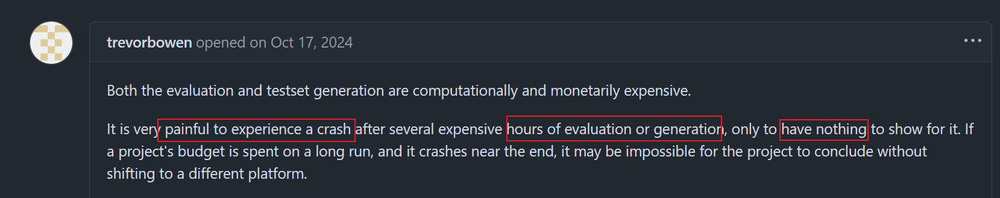 trevorbowen opened on Oct 17, 2024
Both the evaluation and testset generation are computationally and monetarily expensive.
It is very painful to experience a crash after several expensive hours of evaluation or generation, only to have nothing to show for it. If
a project's budget is spent on a long run, and it crashes near the end, it may be impossible for the project to conclude without
shifting to a different platform.